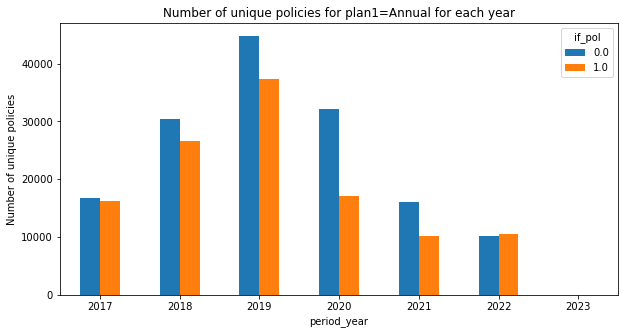 Number of unique policies for plan1=Annual for each year
if_pol
0.0
1.0
40000
30000
20000
10000
0
Number of unique policies
2017 2018 2019 2020 2021 2022 2023
period_year